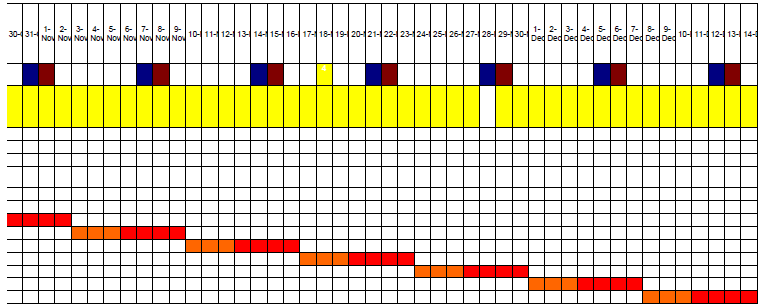 30-
31-
1-
Nov
2-
Nov
3-
Nov
4-
Nov
5-
Nov
6-
Nov
7-
Nov
8-
Nov
9-
Nov
10-
11-
12-
13-
14-
15-
16-
17-
18-
19-
20-
21-
22-
23-
24-
25-
26-
27-
28-
29-
30-
1-
Dec
2-
Dec
3-
Dec
4-
Dec
5-
Dec
6-
Dec
7-
Dec
8-
Dec
9-
Dec
10-
11-
12-
13-
14-